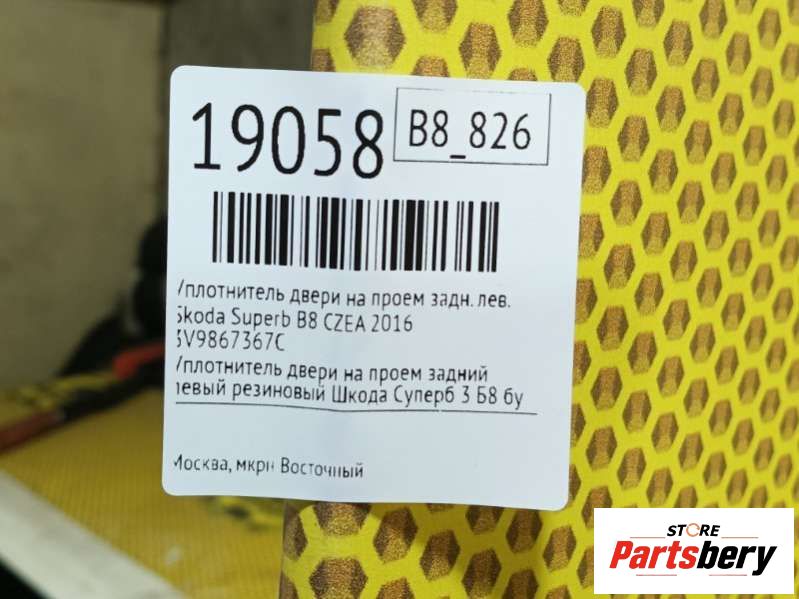 19058
B8_826
Уплотнитель двери на проем задн. лев.
Skoda Superb B8 CZEA 2016
3V9867367C
Уплотнитель двери на проем задний
левый резиновый Шкода Суперб 3 Б8 бу
Москва, мкрн Восточный
STORE
Partsbery